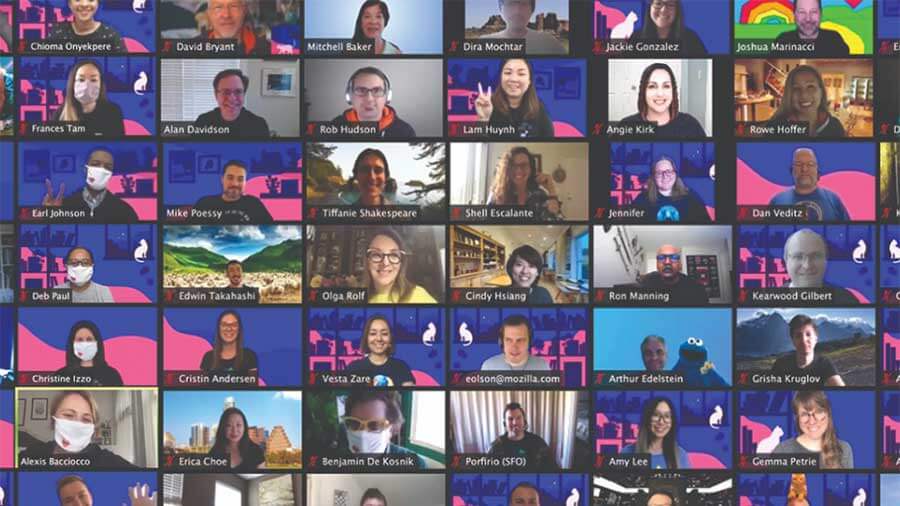 Chioma Onyekpere
David Bryant
Mitchell Baker
Dira Mochtar
Jackie Gonzalez
Joshua Marinacci
Frances Tam
Alan Davidson
Rob Hudson
Lam Huynh
Angie Kirk
Rowe Hoffer
Earl Johnson
Mike Poessy
Tiffanie Shakespeare
Shell Escalante
Jennifer
Dan Veditz
Deb Paul
Edwin Takahashi
Olga Rolf
Cindy Hsiang
Ron Manning
Kearwood Gilbert
Christine Izzo
Cristin Andersen
Vesta Zare
eolson@mozilla.com
Arthur Edelstein
Grisha Kruglov
Alexis Bacciocco
Erica Choe
Benjamin De Kosnik
Porfirio (SFO)
Amy Lee
Gemma Petrie